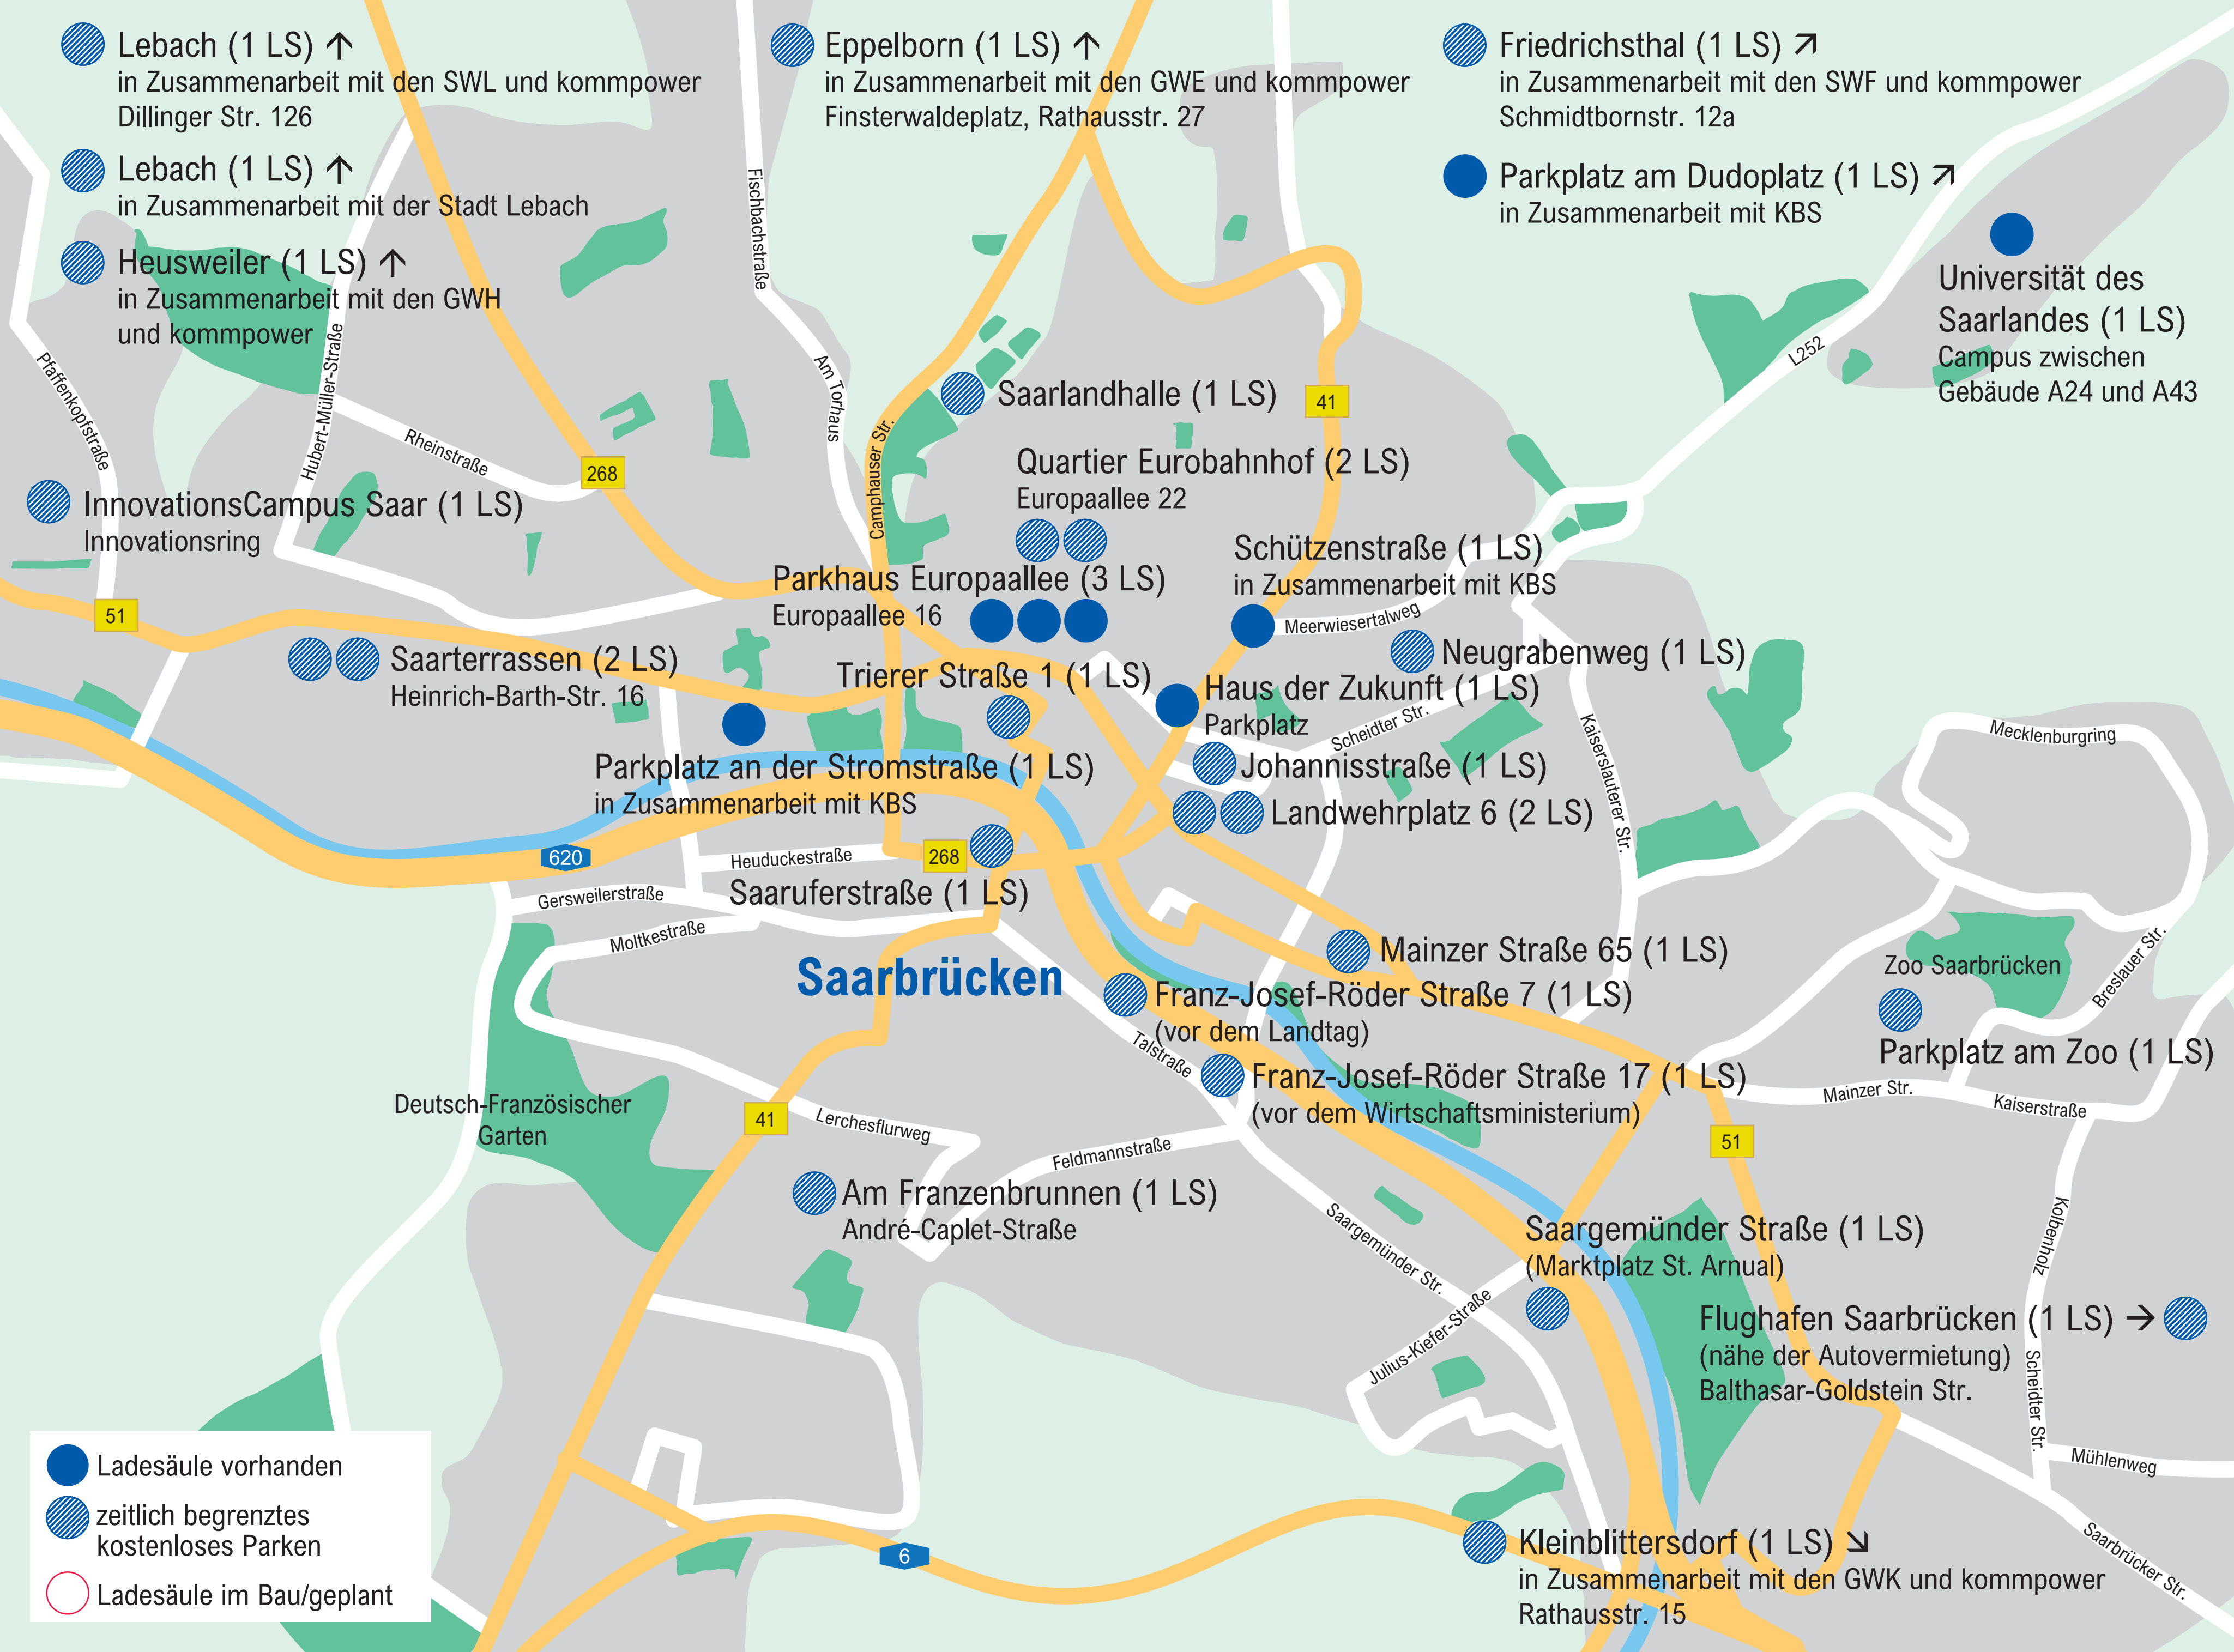 Lebach (1 LS) ↑
in Zusammenarbeit mit den SWL und kommpower
Dillinger Str. 126
Lebach (1 LS) ↑
in Zusammenarbeit mit der Stadt Lebach
Heusweiler (1 LS) ↑
in Zusammenarbeit mit den GWH
und kommpower
Eppelborn (1 LS) ↑
in Zusammenarbeit mit den GWE und kommpower
Finsterwaldeplatz, Rathausstr. 27
Friedrichsthal (1 LS) ↗
in Zusammenarbeit mit den SWF und kommpower
Schmidtbornstr. 12a
Parkplatz am Dudoplatz (1 LS) ↗
in Zusammenarbeit mit KBS
Universität des
Saarlandes (1 LS)
Campus zwischen
Gebäude A24 und A43
Fischbachstraße
Pfaffenkopfstraße
Hubert-Müller-Straße
Rheinstraße
Am Torhaus
Camphauser Str.
L252
268
41
Saarlandhalle (1 LS)
Quartier Eurobahnhof (2 LS)
Europaallee 22
InnovationsCampus Saar (1 LS)
Innovationsring
Parkhaus Europaallee (3 LS)
Europaallee 16
Schützenstraße (1 LS)
in Zusammenarbeit mit KBS
Meerwiesertalweg
51
Saarterrassen (2 LS)
Heinrich-Barth-Str. 16
Trierer Straße 1 (1 LS)
Neugrabenweg (1 LS)
Haus der Zukunft (1 LS)
Parkplatz
Scheidter Str.
Kaiserslauterer Str.
Mecklenburgring
Parkplatz an der Stromstraße (1 LS)
in Zusammenarbeit mit KBS
Johannisstraße (1 LS)
Landwehrplatz 6 (2 LS)
620
Heuduckestraße
268
Saaruferstraße (1 LS)
Gersweilerstraße
Moltkestraße
Saarbrücken
Mainzer Straße 65 (1 LS)
Franz-Josef-Röder Straße 7 (1 LS)
(vor dem Landtag)
Zoo Saarbrücken
Breslauer Str.
Parkplatz am Zoo (1 LS)
Talstraße
Franz-Josef-Röder Straße 17 (1 LS)
(vor dem Wirtschaftsministerium)
Mainzer Str.
Kaiserstraße
Deutsch-Französischer
Garten
41
Lerchesflurweg
Feldmannstraße
51
Am Franzenbrunnen (1 LS)
André-Caplet-Straße
Saargemünder Str.
Saargemünder Straße (1 LS)
(Marktplatz St. Arnual)
Kolbenholz
Julius-Kiefer-Straße
Flughafen Saarbrücken (1 LS) →
(nähe der Autovermietung)
Balthasar-Goldstein Str.
Scheidter Str.
Mühlenweg
Saarbrücker Str.
6
Kleinblittersdorf (1 LS) ↘
in Zusammenarbeit mit den GWK und kommpower
Rathausstr. 15
Ladesäule vorhanden
zeitlich begrenztes
kostenloses Parken
Ladesäule im Bau/geplant